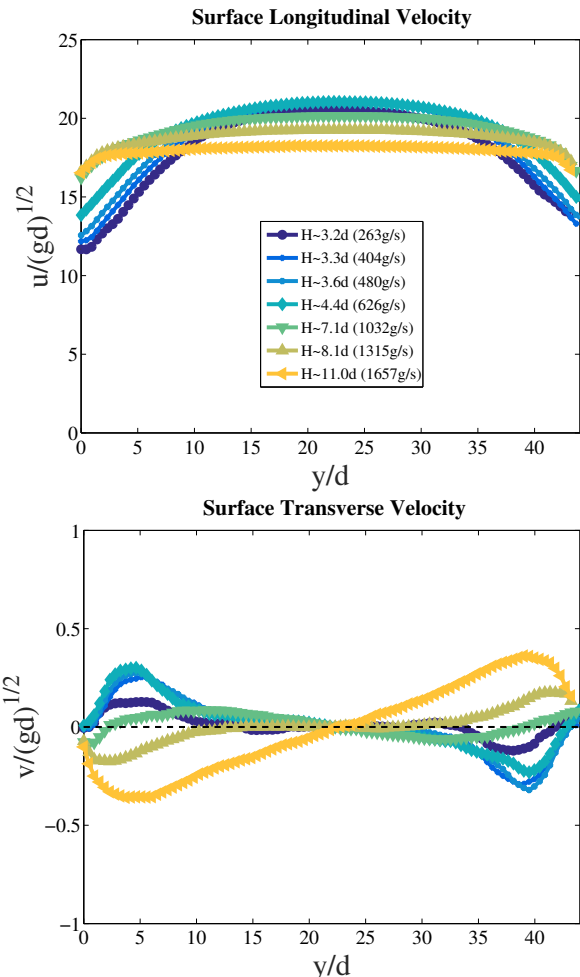 Surface Longitudinal Velocity
25
20
15
10
5
0
u/(gd)^{1/2}
H~3.2d (263g/s)
H~3.3d (404g/s)
H~3.6d (480g/s)
H~4.4d (626g/s)
H~7.1d (1032g/s)
H~8.1d (1315g/s)
H~11.0d (1657g/s)
0 5 10 15 20 25 30 35 40
y/d
Surface Transverse Velocity
1
0.5
0
−0.5
−1
v/(gd)^{1/2}
0 5 10 15 20 25 30 35 40
y/d